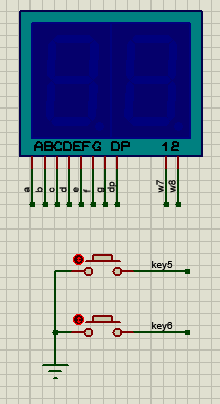 ABCDEFG DP 12
a b c d e f g dp w7 w8
key5
key6